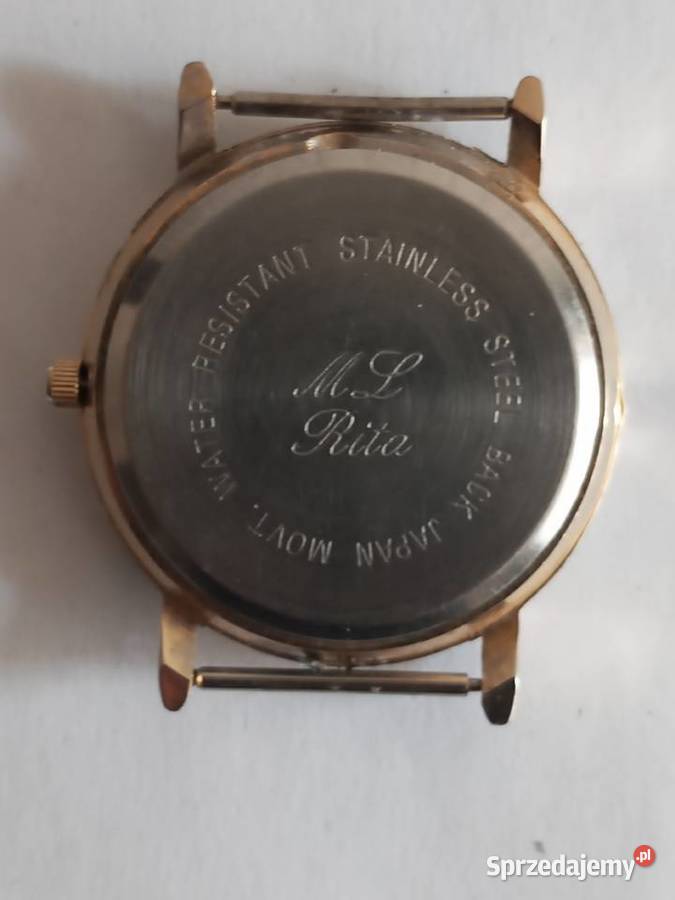 WATER RESISTANT STAINLESS STEEL BACK JAPAN MOVT.
ML
Rita
Sprzedajemy.pl